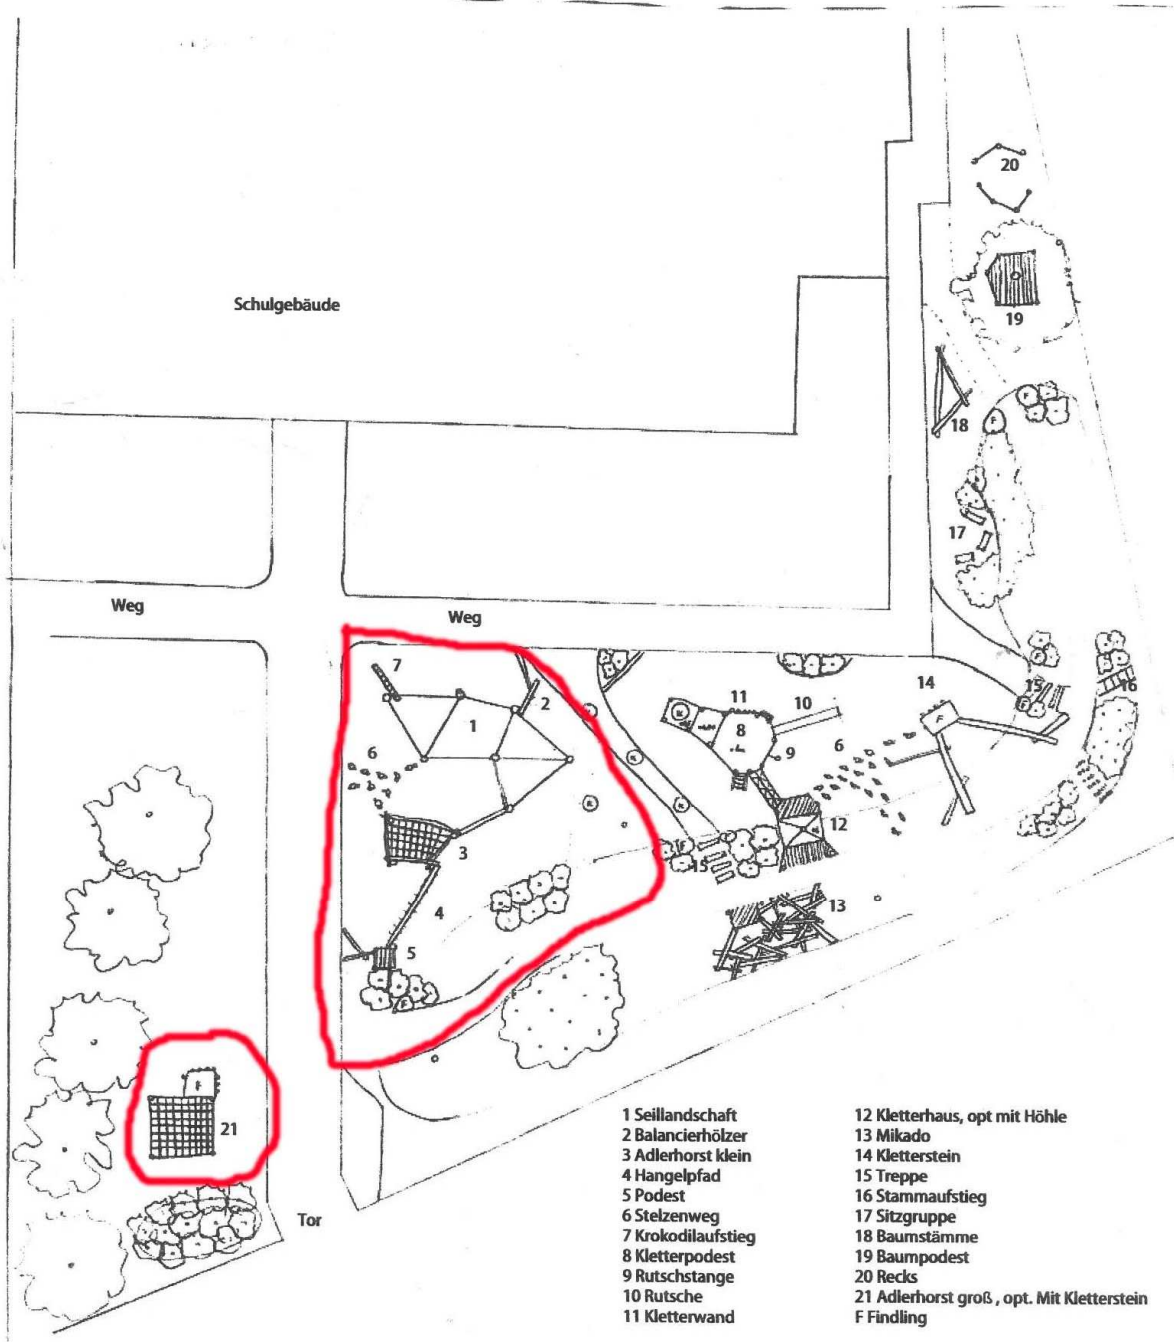 20
Schulgebäude
19
F
F
18
17
Weg
Weg
7
2
1
11
10
14
15
16
F
F
K
8
9
6
K
K
6
K
K
12
3
F
15
4
13
5
F
F
21
Tor
1 Seillandschaft
2 Balancierhölzer
3 Adlerhorst klein
4 Hangelpfad
5 Podest
6 Stelzenweg
7 Krokodilaufstieg
8 Kletterpodest
9 Rutschstange
10 Rutsche
11 Kletterwand
12 Kletterhaus, opt mit Höhle
13 Mikado
14 Kletterstein
15 Treppe
16 Stammaufstieg
17 Sitzgruppe
18 Baumstämme
19 Baumpodest
20 Recks
21 Adlerhorst groß , opt. Mit Kletterstein
F Findling